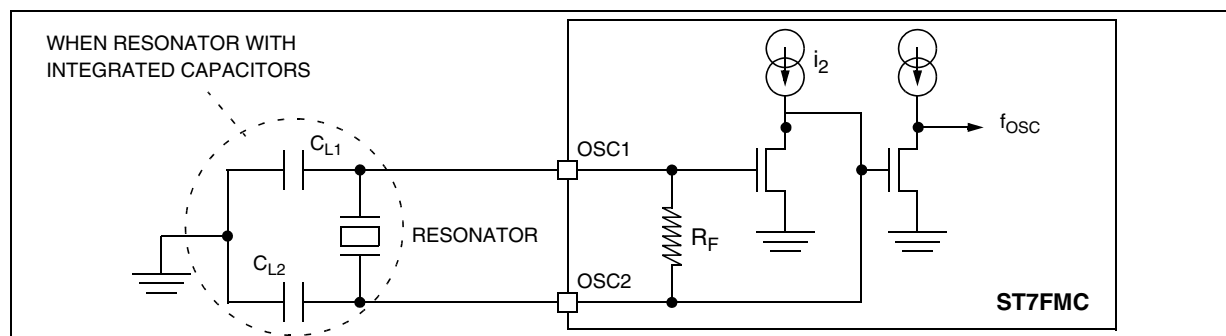 WHEN RESONATOR WITH
INTEGRATED CAPACITORS
i2
fOSC
CL1
OSC1
RESONATOR
RF
CL2
OSC2
ST7FMC